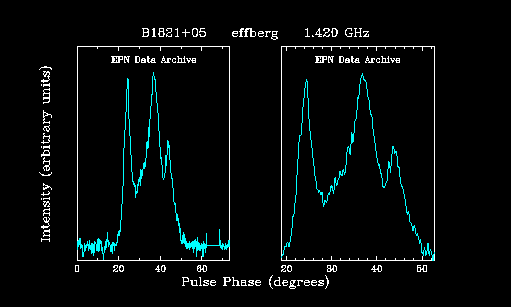 B1821+05 effberg 1.420 GHz
EPN Data Archive EPN Data Archive
Intensity (arbitrary units)
0 20 40 60 20 30 40 50
Pulse Phase (degrees)